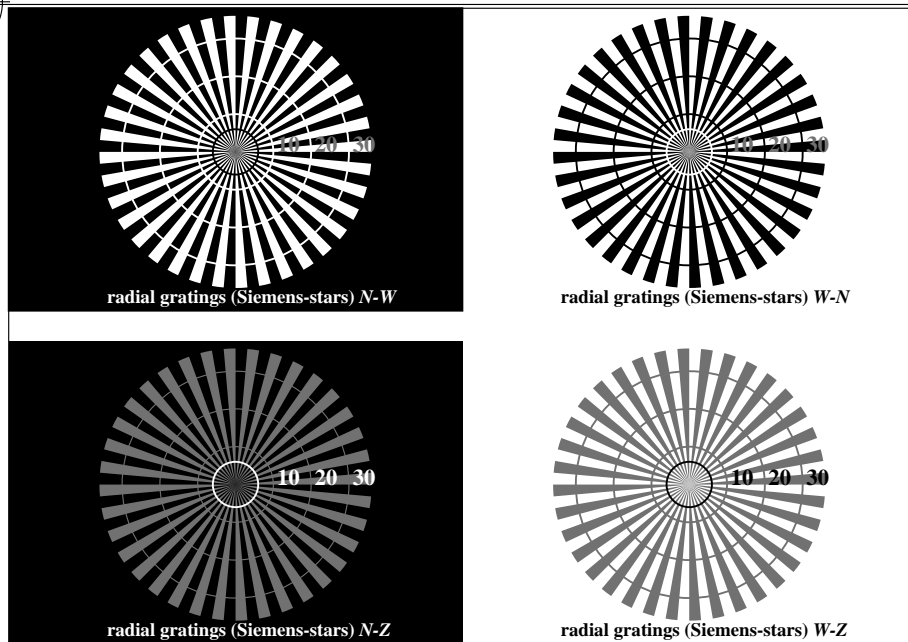 10 20 30
radial gratings (Siemens-stars) N-W
10 20 30
radial gratings (Siemens-stars) W-N
10 20 30
radial gratings (Siemens-stars) N-Z
10 20 30
radial gratings (Siemens-stars) W-Z